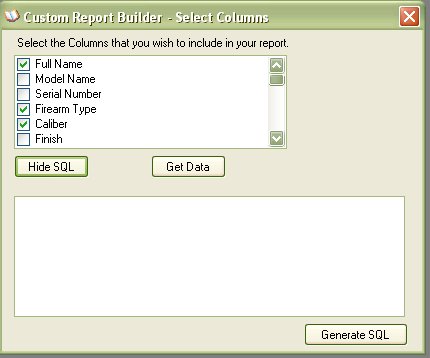 Custom Report Builder - Select Columns
Select the Columns that you wish to include in your report.
Full Name
Model Name
Serial Number
Firearm Type
Caliber
Finish
Hide SQL
Get Data
Generate SQL